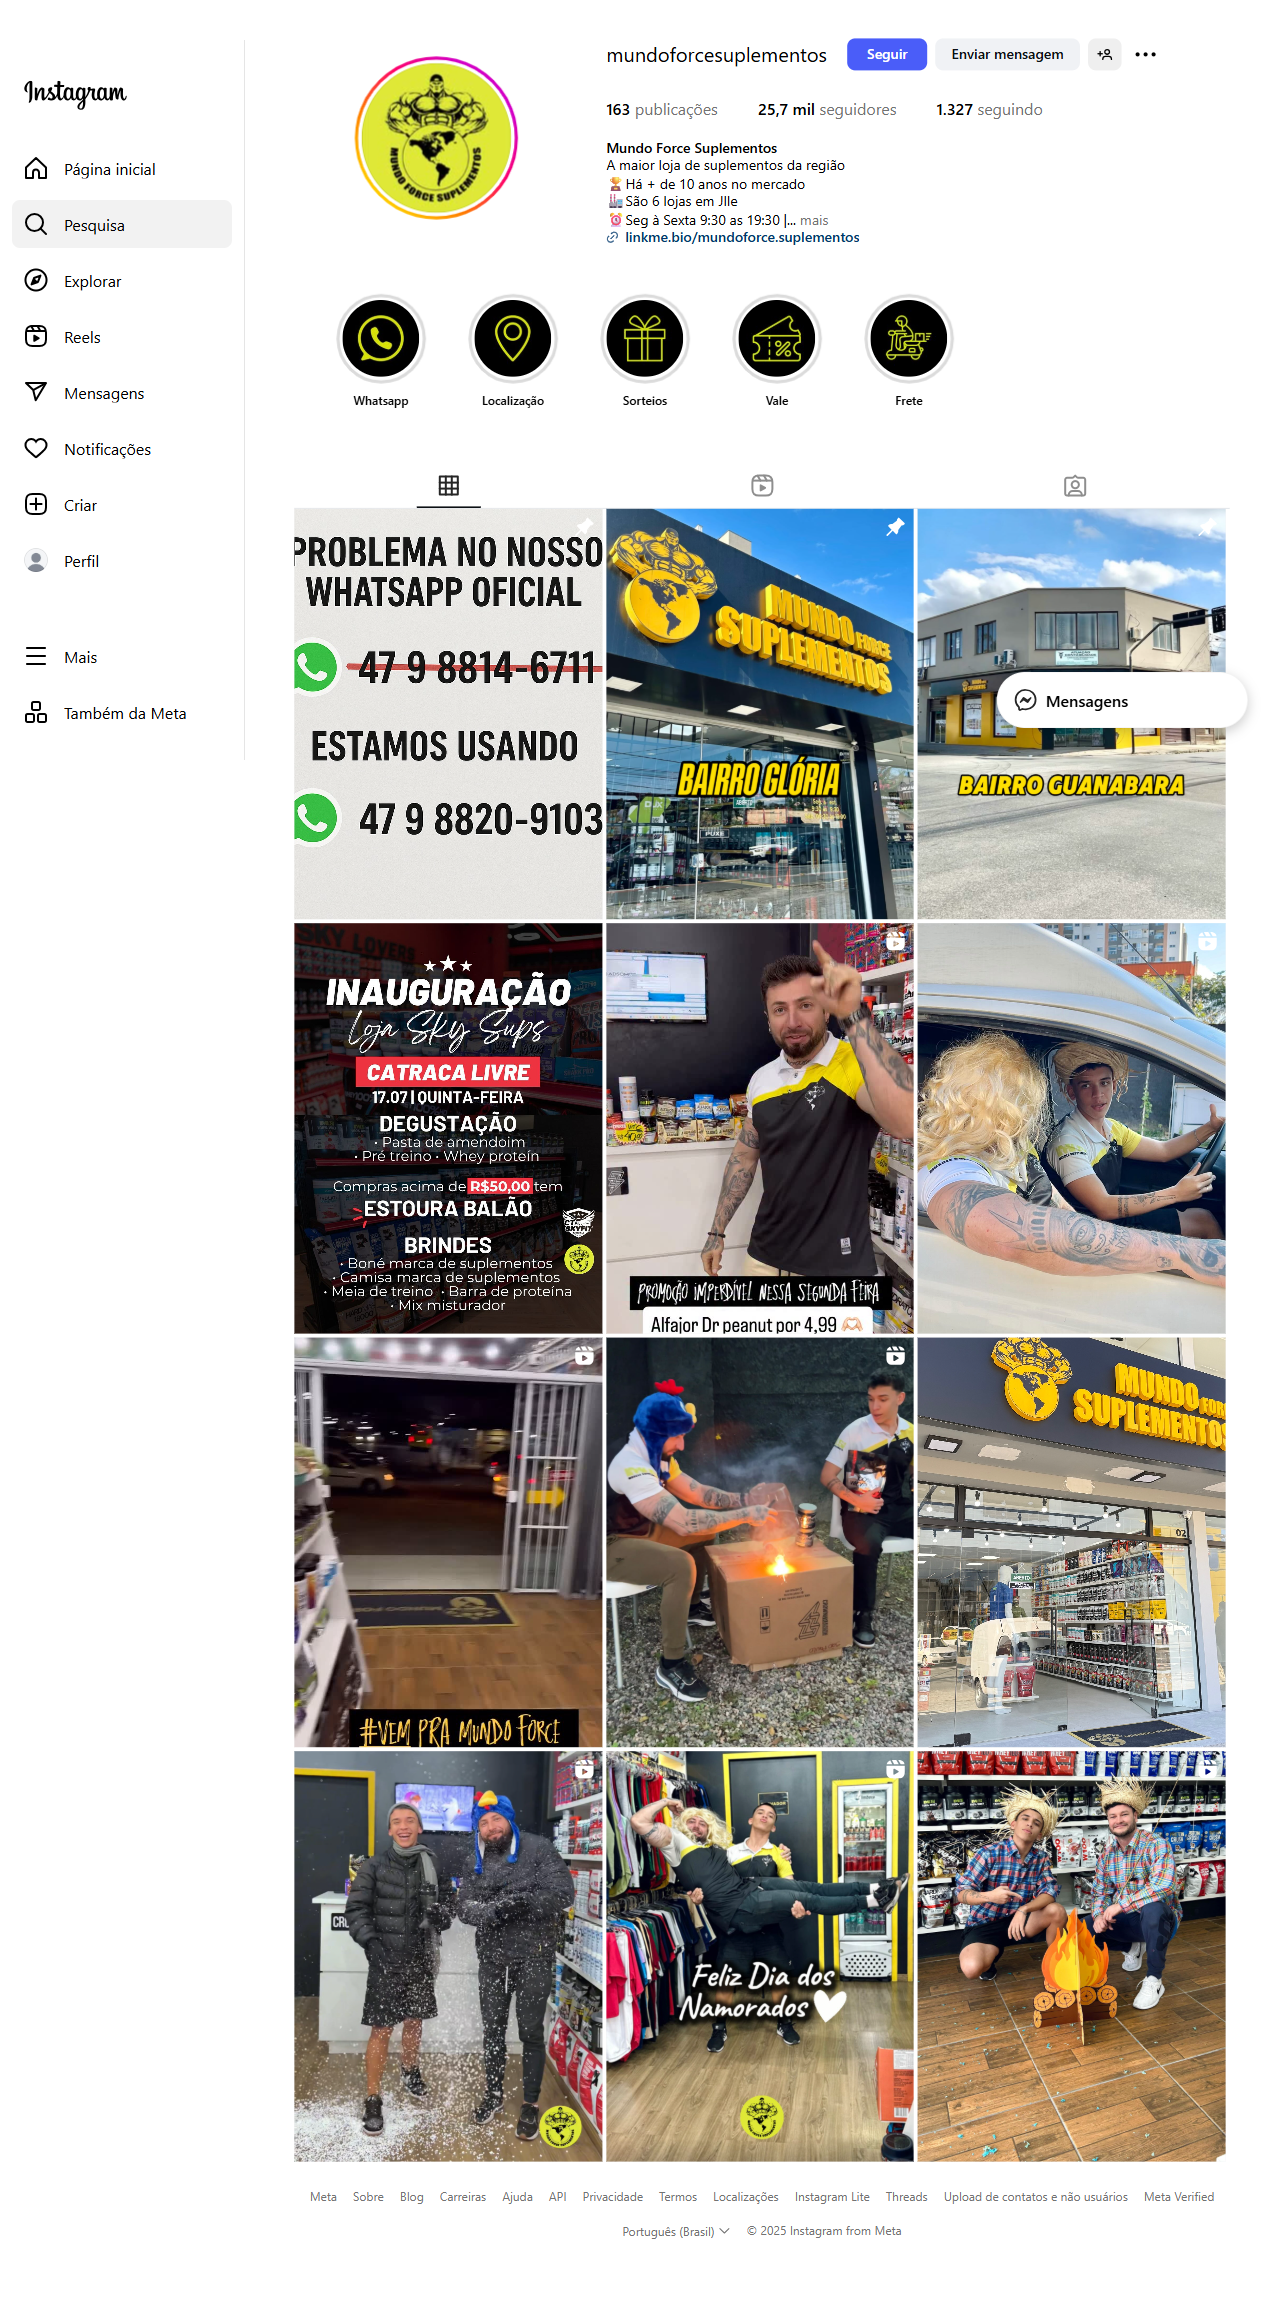 Instagram
Página inicial
Pesquisa
Explorar
Reels
Mensagens
Notificações
Criar
Perfil
Mais
Também da Meta
mundoforcesuplementos
Seguir
Enviar mensagem
163 publicações
25,7 mil seguidores
1.327 seguindo
Mundo Force Suplementos
A maior loja de suplementos da região
🏆Há + de 10 anos no mercado
🏭São 6 lojas em Jlle
⏰Seg à Sexta 9:30 as 19:30 |... mais
linkme.bio/mundoforce.suplementos
MUNDO FORCE SUPLEMENTOS
Whatsapp
Localização
Sorteios
Vale
Frete
PROBLEMA NO NOSSO
WHATSAPP OFICIAL
47 9 8814-6711
ESTAMOS USANDO
47 9 8820-9103
MUNDO FORCE
SUPLEMENTOS
BAIRRO GLÓRIA
ABERTO
PUXE
BAIRRO GUANABARA
Mensagens
SKY LOVERS
INAUGURAÇÃO
Loja Sky Sups
CATRACA LIVRE
17.07 | QUINTA-FEIRA
DEGUSTAÇÃO
• Pasta de amendoim
• Pré treino • Whey proteín
Compras acima de R$50,00 tem
ESTOURA BALÃO
BRINDES
• Boné marca de suplementos
• Camisa marca de suplementos
• Meia de treino • Barra de proteína
• Mix misturador
PROMOÇÃO IMPERDÍVEL NESSA SEGUNDA FEIRA
Alfajor Dr peanut por 4,99 🫶🏻
#VEM PRA MUNDO FORCE
MUNDO FORCE
SUPLEMENTOS
02
ABERTO
Feliz Dia dos
Namorados
Meta
Sobre
Blog
Carreiras
Ajuda
API
Privacidade
Termos
Localizações
Instagram Lite
Threads
Upload de contatos e não usuários
Meta Verified
Português (Brasil)
© 2025 Instagram from Meta